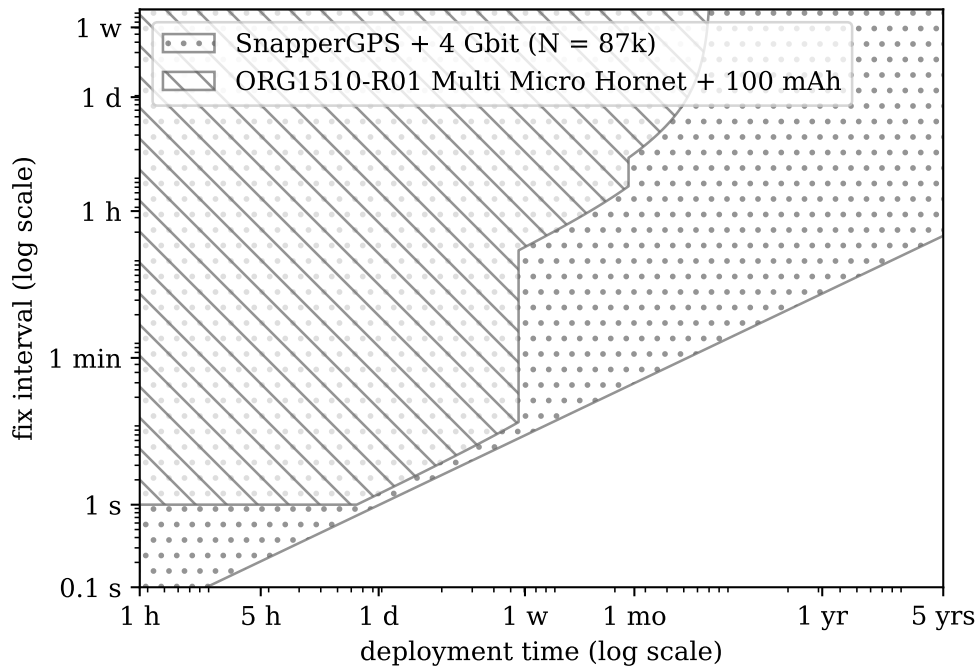 SnapperGPS + 4 Gbit (N = 87k)
ORG1510-R01 Multi Micro Hornet + 100 mAh
fix interval (log scale)
1 w
1 d
1 h
1 min
1 s
0.1 s
1 h 5 h 1 d 1 w 1 mo 1 yr 5 yrs
deployment time (log scale)